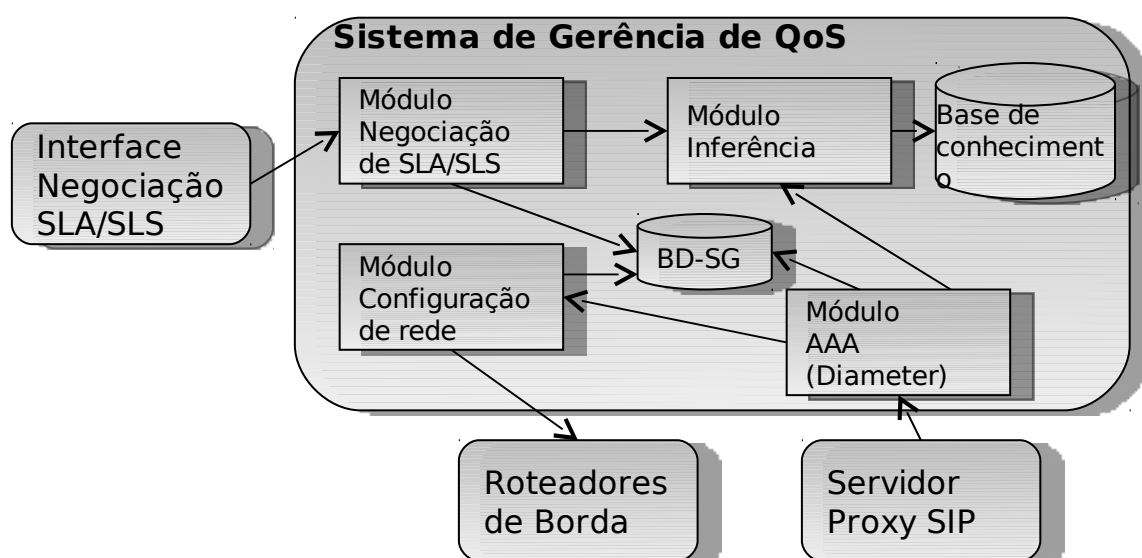 Sistema de Gerência de QoS
Interface
Negociação
SLA/SLS
Módulo
Negociação
de SLA/SLS
Módulo
Inferência
Base de
conheciment
o
Módulo
Configuração
de rede
BD-SG
Módulo
AAA
(Diameter)
Roteadores
de Borda
Servidor
Proxy SIP